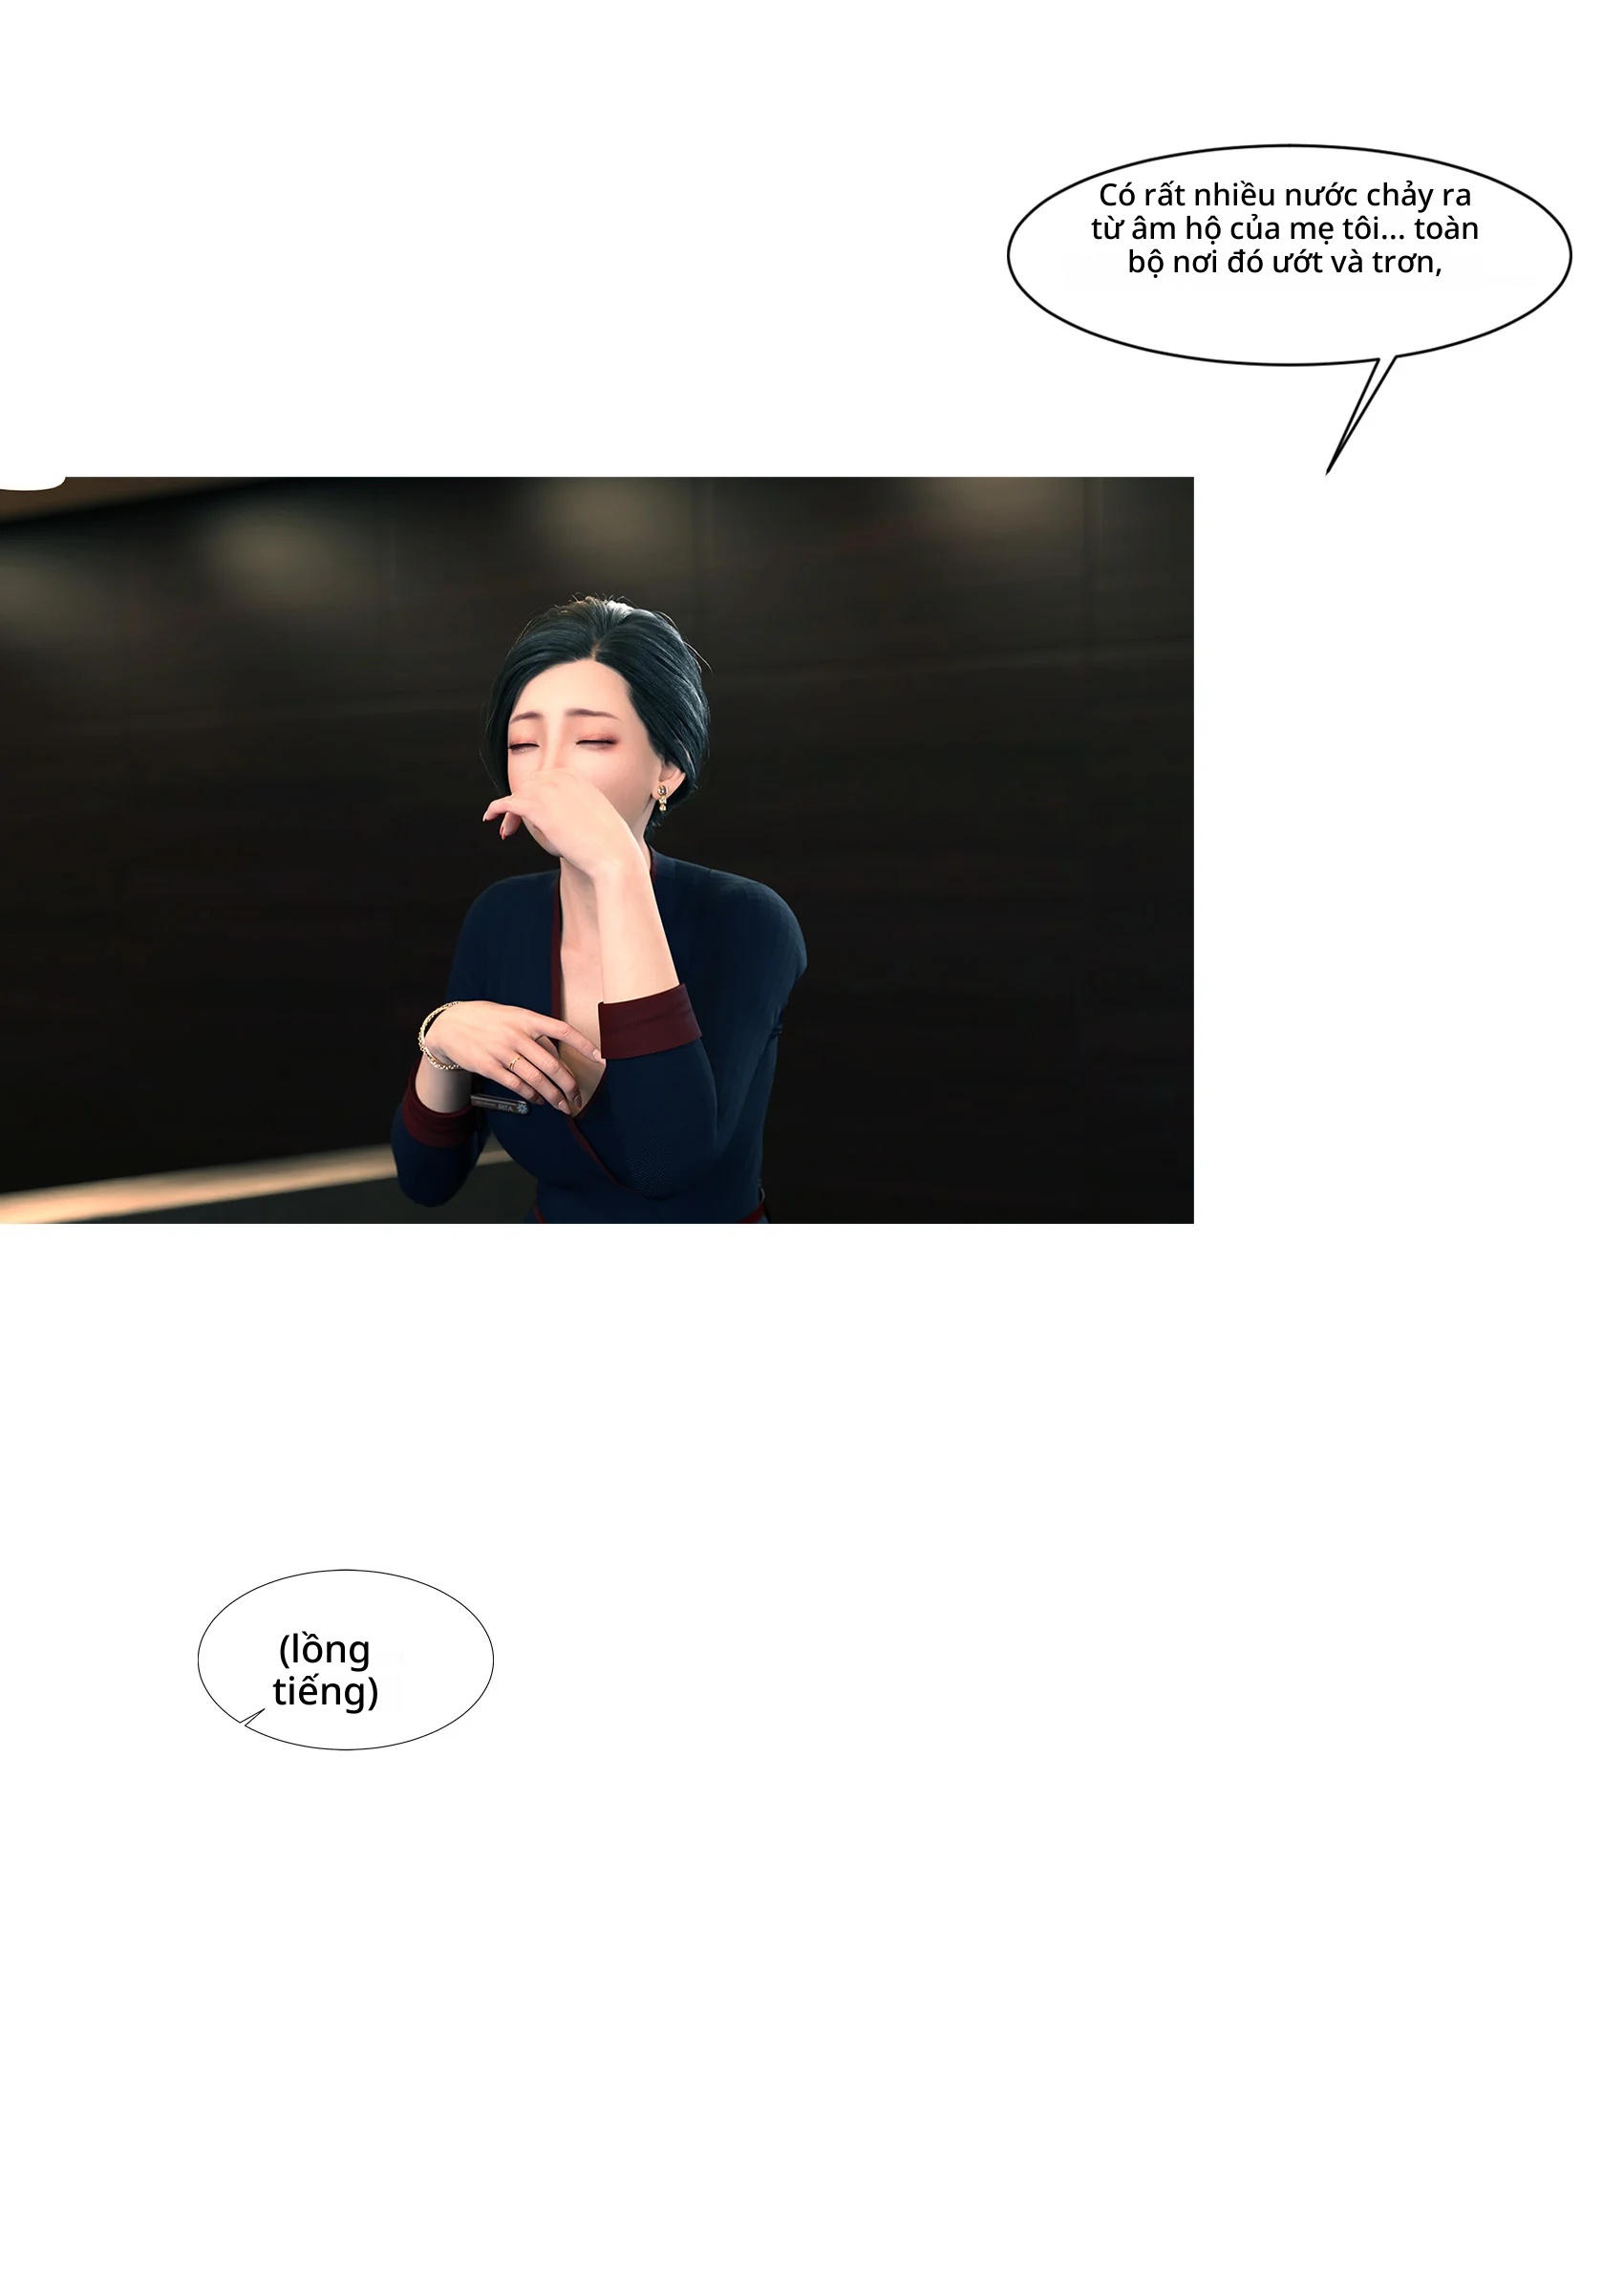 Có rất nhiều nước chảy ra
từ âm hộ của mẹ tôi... toàn
bộ nơi đó ướt và trơn,
(lồng
tiếng)